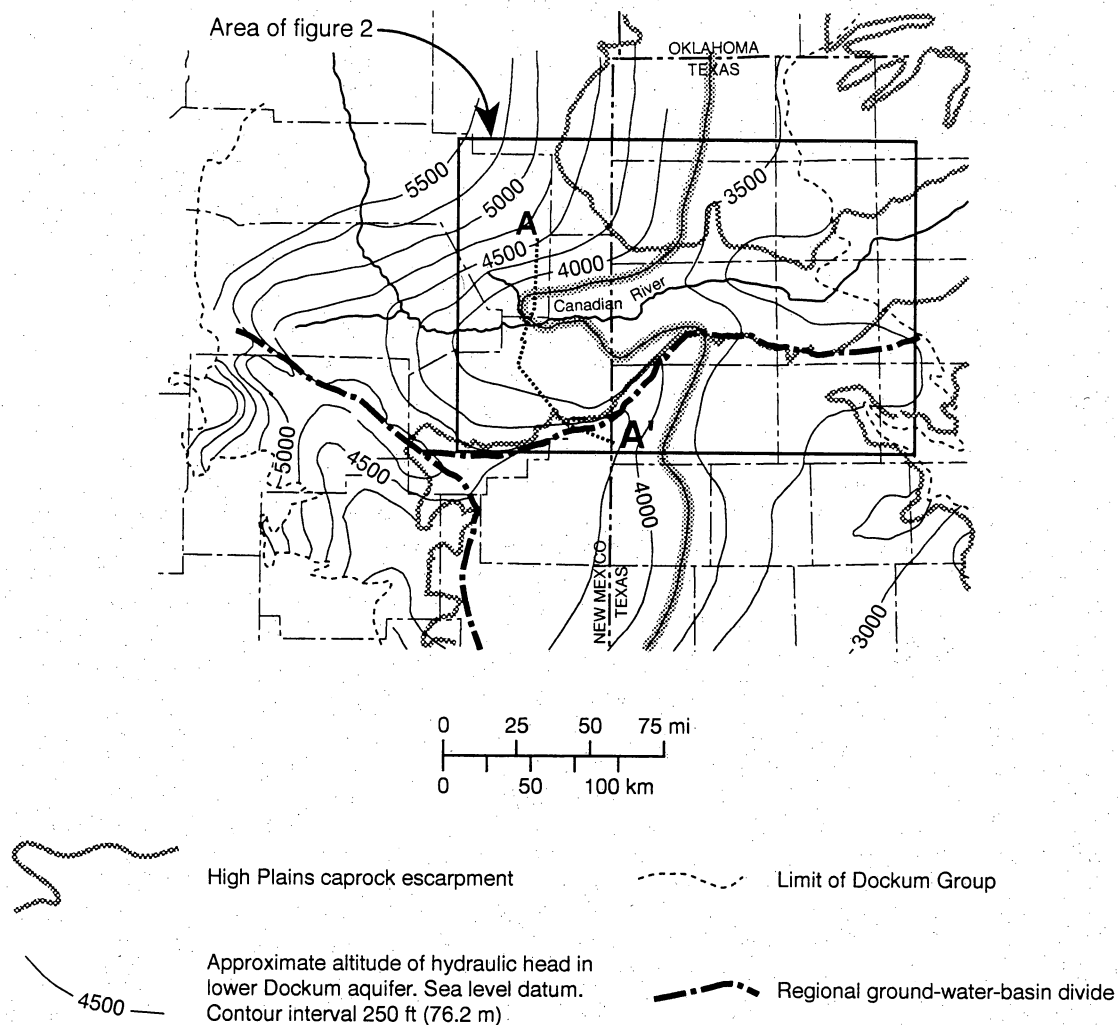 Area of figure 2
OKLAHOMA
TEXAS
5500
5000
3500
A
4500
4000
Canadian River
5000
4500
A'
4000
NEW MEXICO
TEXAS
3000
0 25 50 75 mi
0 50 100 km
High Plains caprock escarpment
Limit of Dockum Group
4500
Approximate altitude of hydraulic head in
lower Dockum aquifer. Sea level datum.
Contour interval 250 ft (76.2 m)
Regional ground-water-basin divide